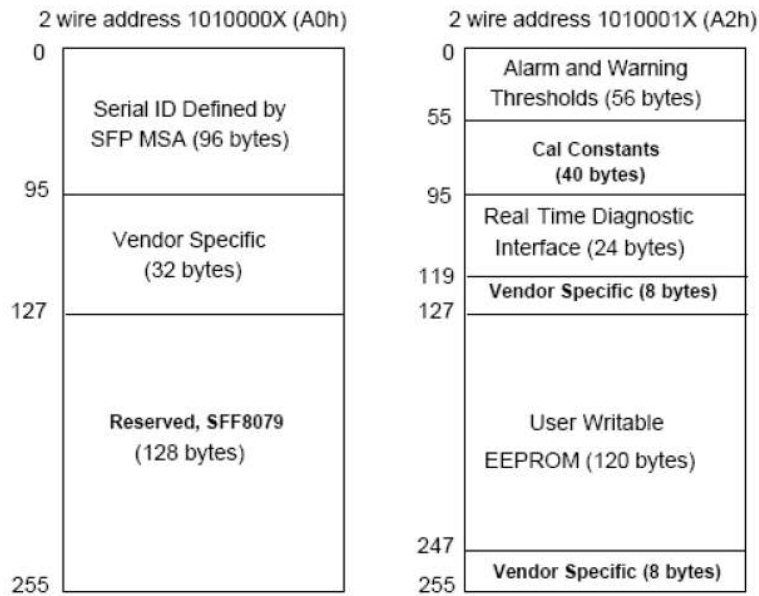 2 wire address 1010000X (A0h)
0
Serial ID Defined by
SFP MSA (96 bytes)
95
Vendor Specific
(32 bytes)
127
Reserved, SFF8079
(128 bytes)
255
2 wire address 1010001X (A2h)
0
Alarm and Warning
Thresholds (56 bytes)
55
Cal Constants
(40 bytes)
95
Real Time Diagnostic
Interface (24 bytes)
119
Vendor Specific (8 bytes)
127
User Writable
EEPROM (120 bytes)
247
Vendor Specific (8 bytes)
255